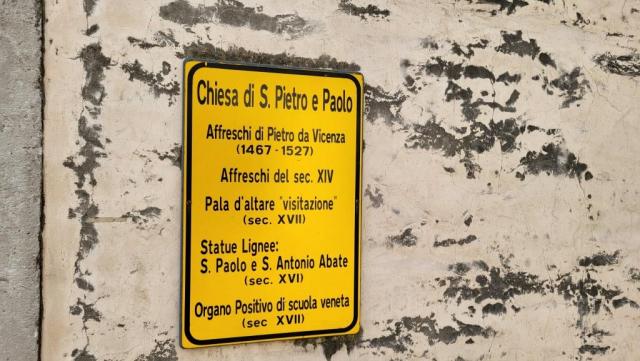 Chiesa di S. Pietro e Paolo
Affreschi di Pietro da Vicenza
(1467-1527)
Affreschi del sec. XIV
Pala d'altare "visitazione"
(sec. XVII)
Statue Lignee:
S. Paolo e S. Antonio Abate
(sec. XVI)
Organo Positivo di scuola veneta
(sec XVII)